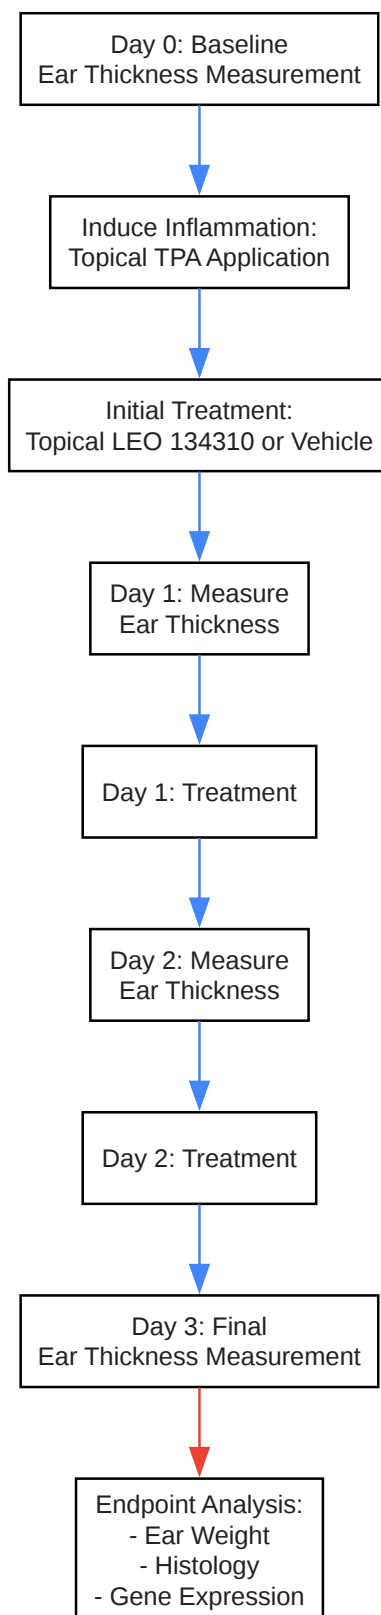 Day 0: Baseline
Ear Thickness Measurement
Induce Inflammation:
Topical TPA Application
Initial Treatment:
Topical LEO 134310 or Vehicle
Day 1: Measure
Ear Thickness
Day 1: Treatment
Day 2: Measure
Ear Thickness
Day 2: Treatment
Day 3: Final
Ear Thickness Measurement
Endpoint Analysis:
- Ear Weight
- Histology
- Gene Expression